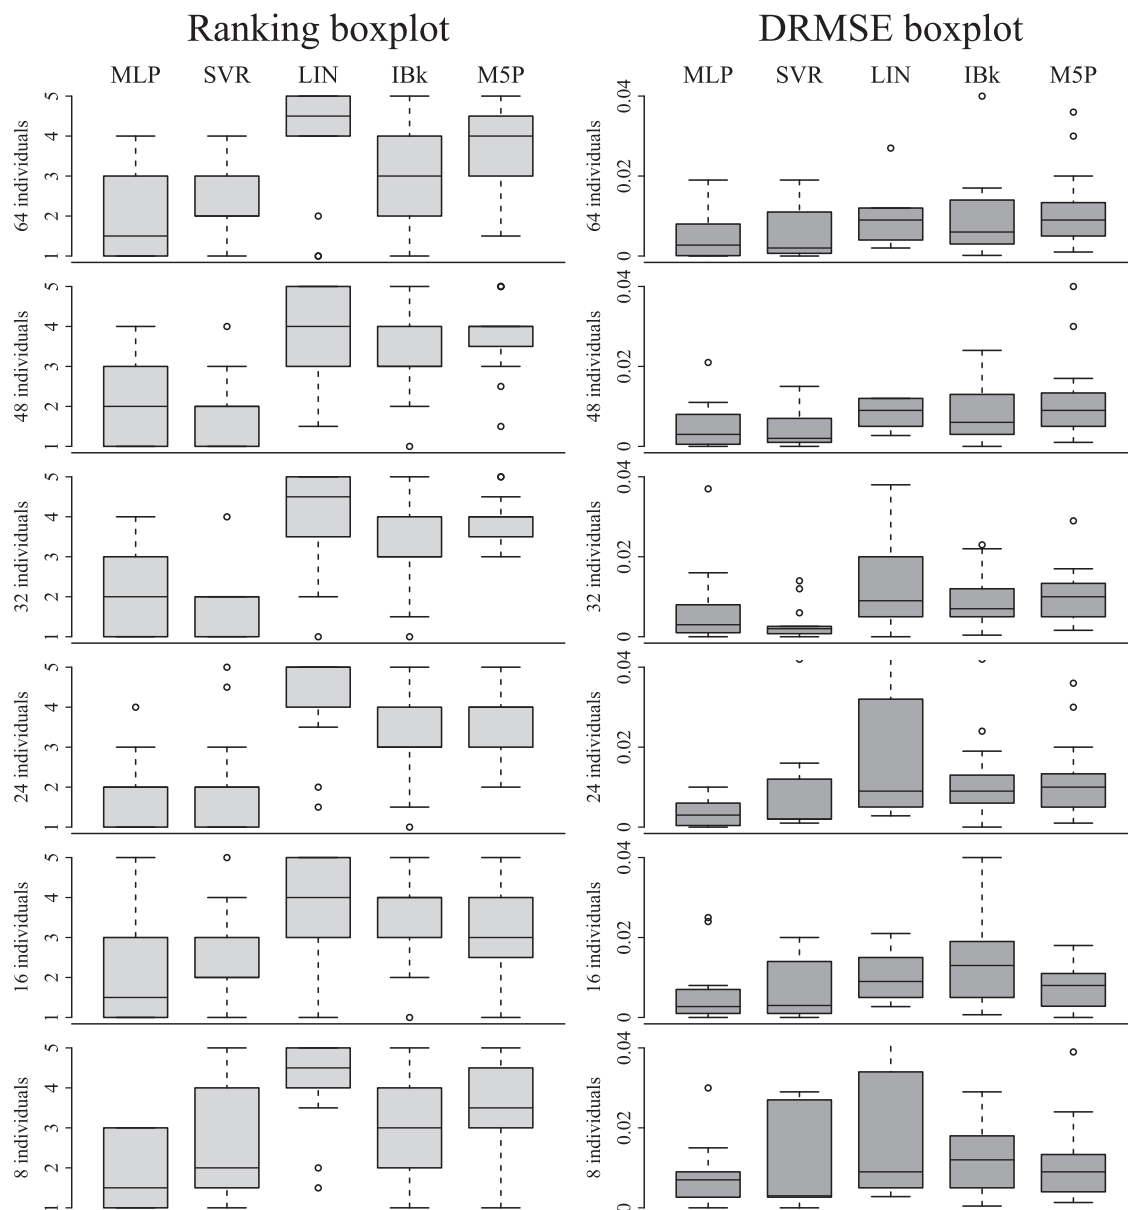 Ranking boxplot
DRMSE boxplot
MLP SVR LIN IBk M5P
MLP SVR LIN IBk M5P
64 individuals
1 2 3 4 5
64 individuals
0 0.02 0.04
48 individuals
1 2 3 4 5
48 individuals
0 0.02 0.04
32 individuals
1 2 3 4 5
32 individuals
0 0.02 0.04
24 individuals
1 2 3 4 5
24 individuals
0 0.02 0.04
16 individuals
1 2 3 4 5
16 individuals
0 0.02 0.04
8 individuals
1 2 3 4 5
8 individuals
0 0.02 0.04